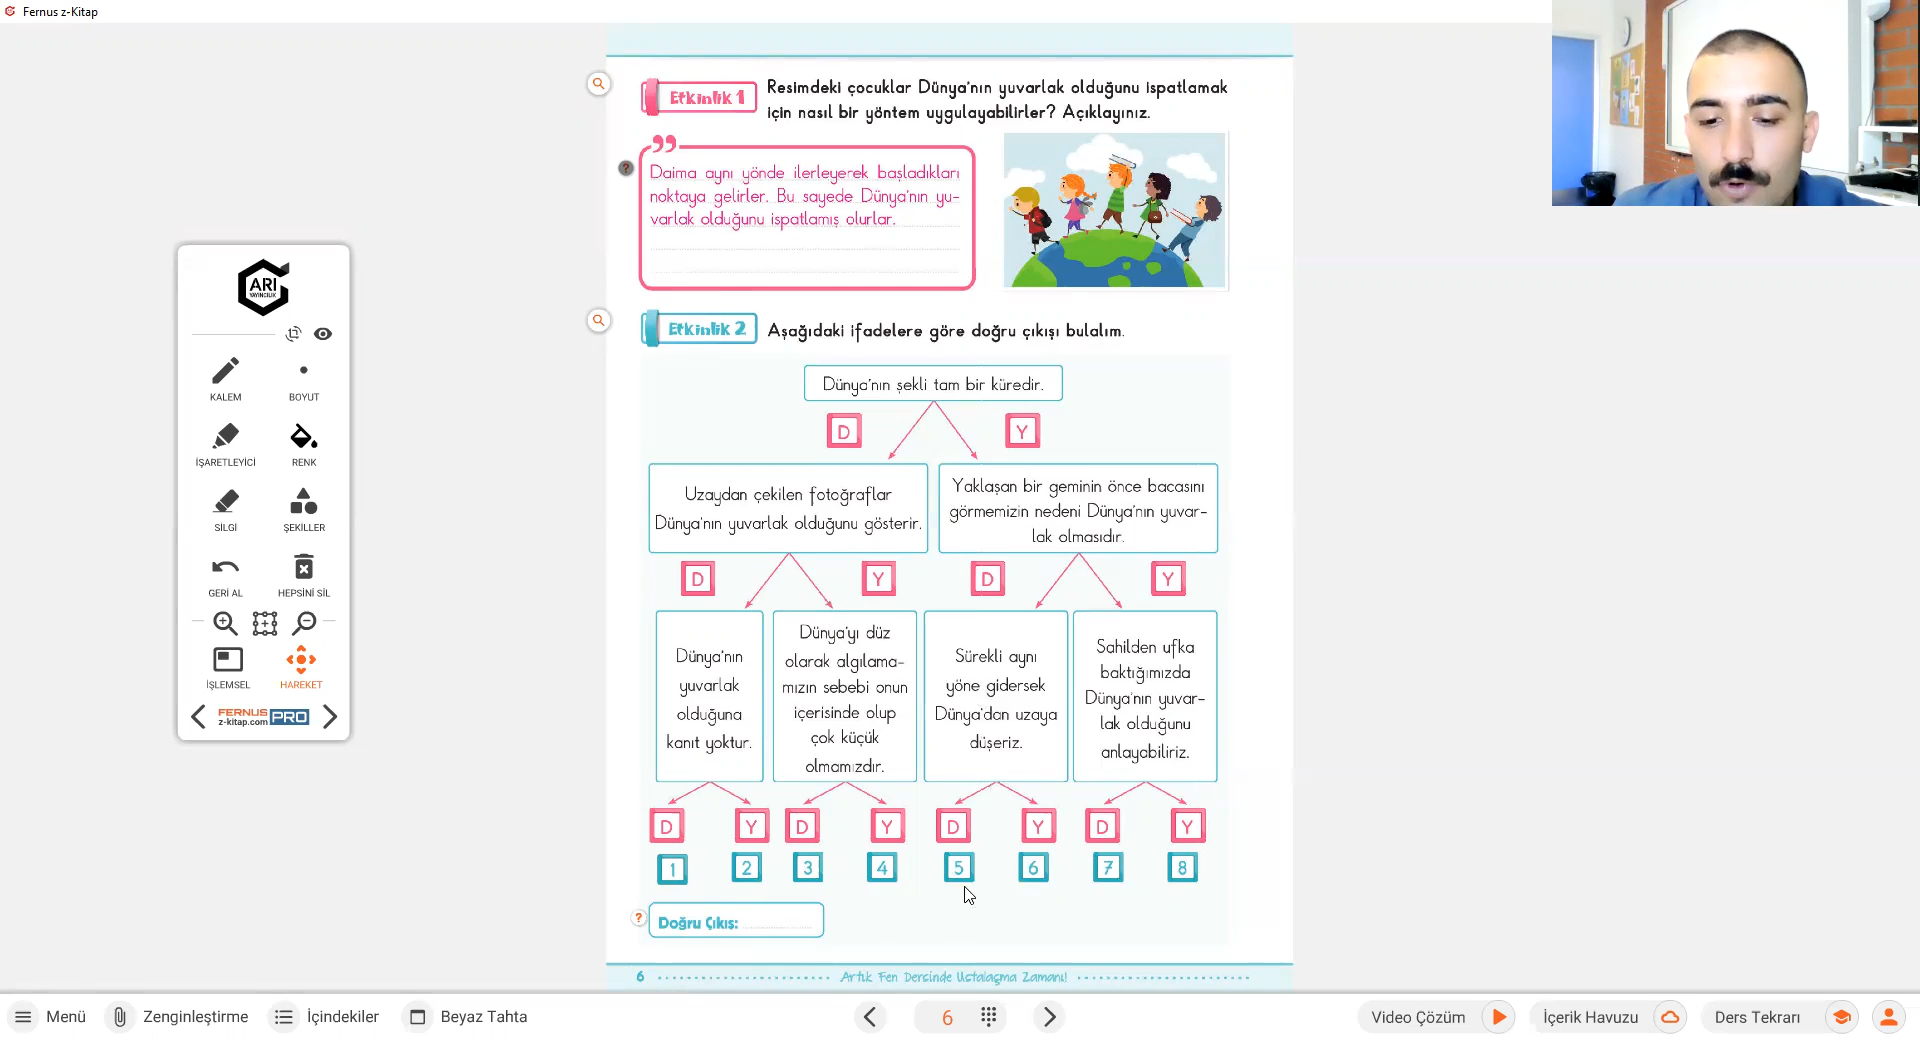 Fernus z-Kitap
Etkinlik 1
Resimdeki çocuklar Dünya'nın yuvarlak olduğunu ispatlamak
için nasıl bir yöntem uygulayabilirler? Açıklayınız.
Daima aynı yönde ilerleyerek başladıkları
noktaya gelirler. Bu sayede Dünya'nın yu-
varlak olduğunu ispatlamış olurlar.
Etkinlik 2
Aşağıdaki ifadelere göre doğru çıkışı bulalım.
Dünya'nın şekli tam bir küredir.
D
Y
Uzaydan çekilen fotoğraflar
Dünya'nın yuvarlak olduğunu gösterir.
Yaklaşan bir geminin önce bacasını
görmemizin nedeni Dünya'nın yuvar-
lak olmasıdır.
D
Y
D
Y
Dünya'nın
yuvarlak
olduğuna
kanıt yoktur.
Dünya'yı düz
olarak algılama-
mızın sebebi onun
içerisinde olup
çok küçük
olmamızdır.
Sürekli aynı
yöne gidersek
Dünya'dan uzaya
düşeriz.
Sahilden ufka
baktığımızda
Dünya'nın yuvar-
lak olduğunu
anlayabiliriz.
D Y D Y D Y D Y
1 2 3 4 5 6 7 8
? Doğru Çıkış:
6
Artık Fen Dersinde Ustalaşma Zamanı!
ARI
YAYINCILIK
KALEM
BOYUT
İŞARETLEYİCİ
RENK
SİLGİ
ŞEKİLLER
GERİ AL
HEPSİNİ SİL
İŞLEMSEL
HAREKET
FERNUS
z-kitap.com
PRO
Menü
Zenginleştirme
İçindekiler
Beyaz Tahta
6
Video Çözüm
İçerik Havuzu
Ders Tekrarı